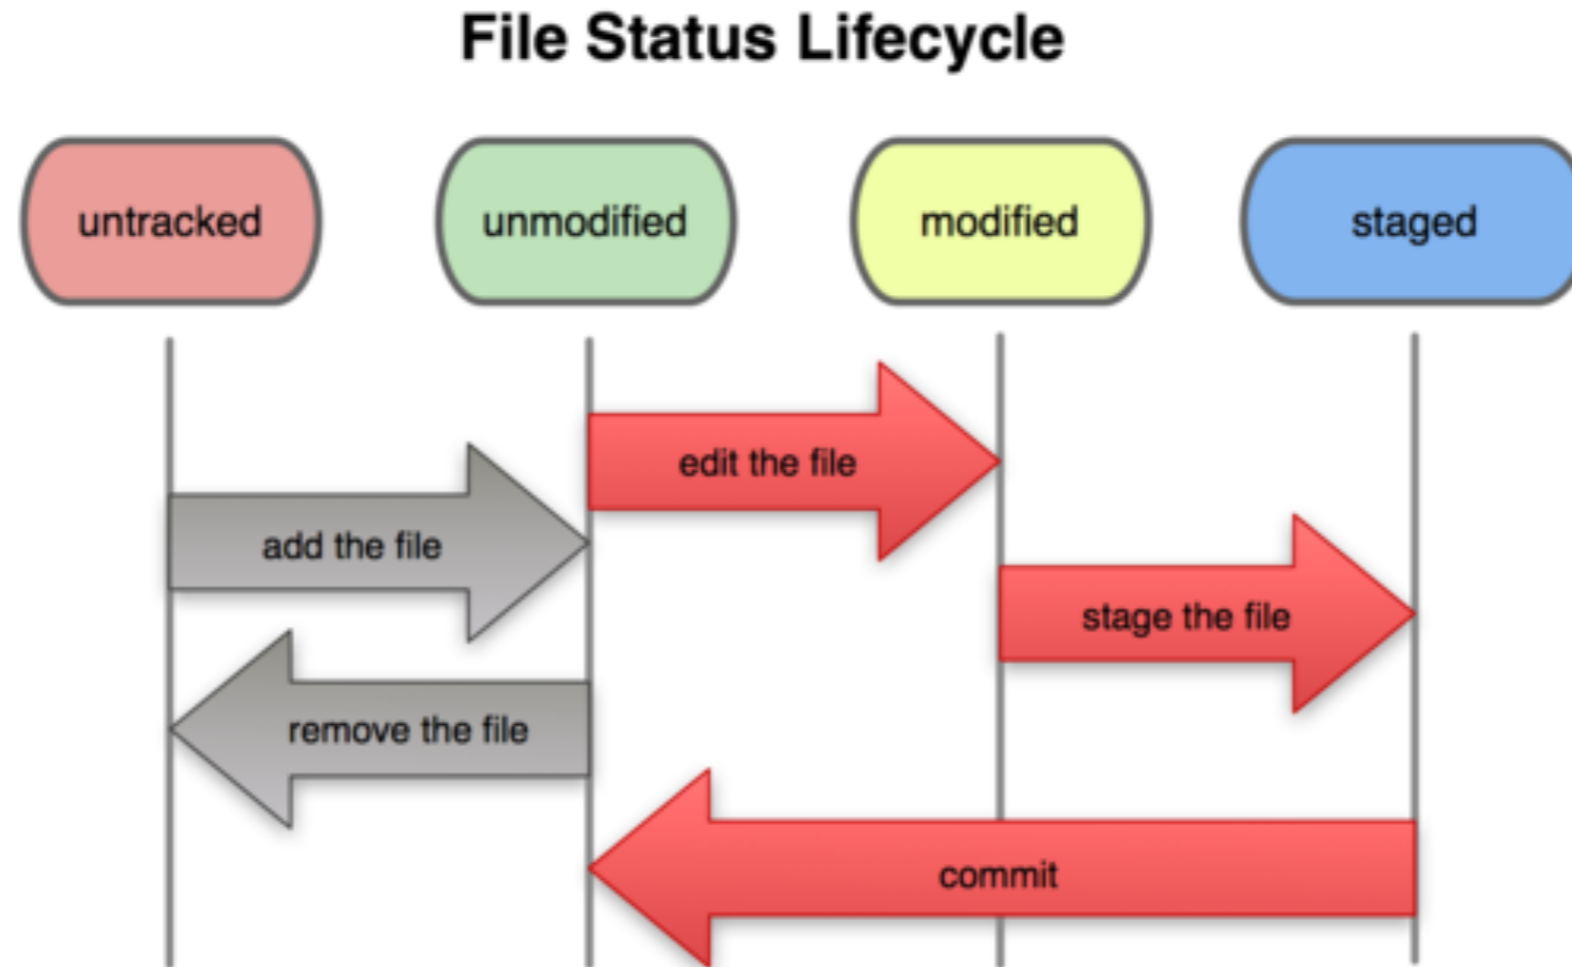 File Status Lifecycle
untracked
unmodified
modified
staged
edit the file
add the file
stage the file
remove the file
commit